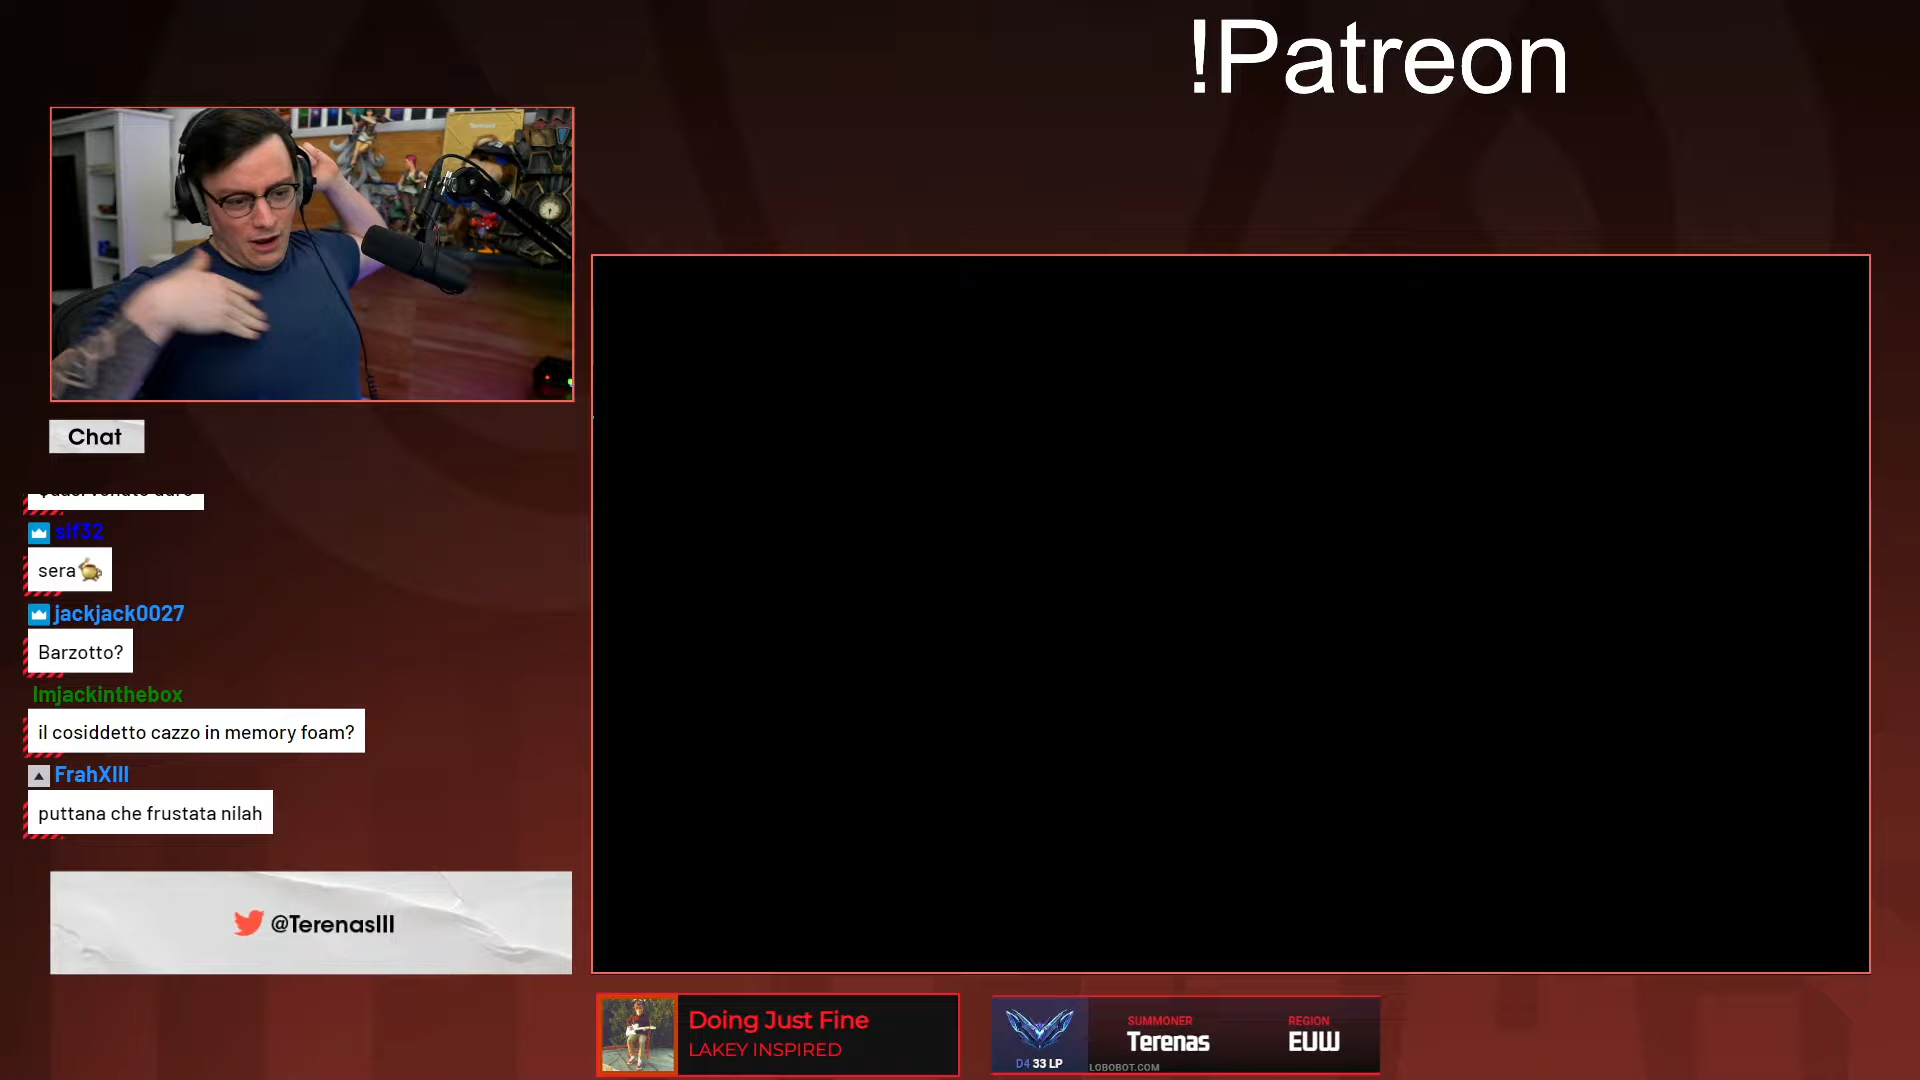 !Patreon
Chat
sif32
sera
jackjack0027
Barzotto?
Imjackinthebox
il cosiddetto cazzo in memory foam?
FrahXIII
puttana che frustata nilah
@TerenasIII
Doing Just Fine
LAKEY INSPIRED
SUMMONER
Terenas
REGION
EUW
D4 33 LP
LOBOBOT.COM